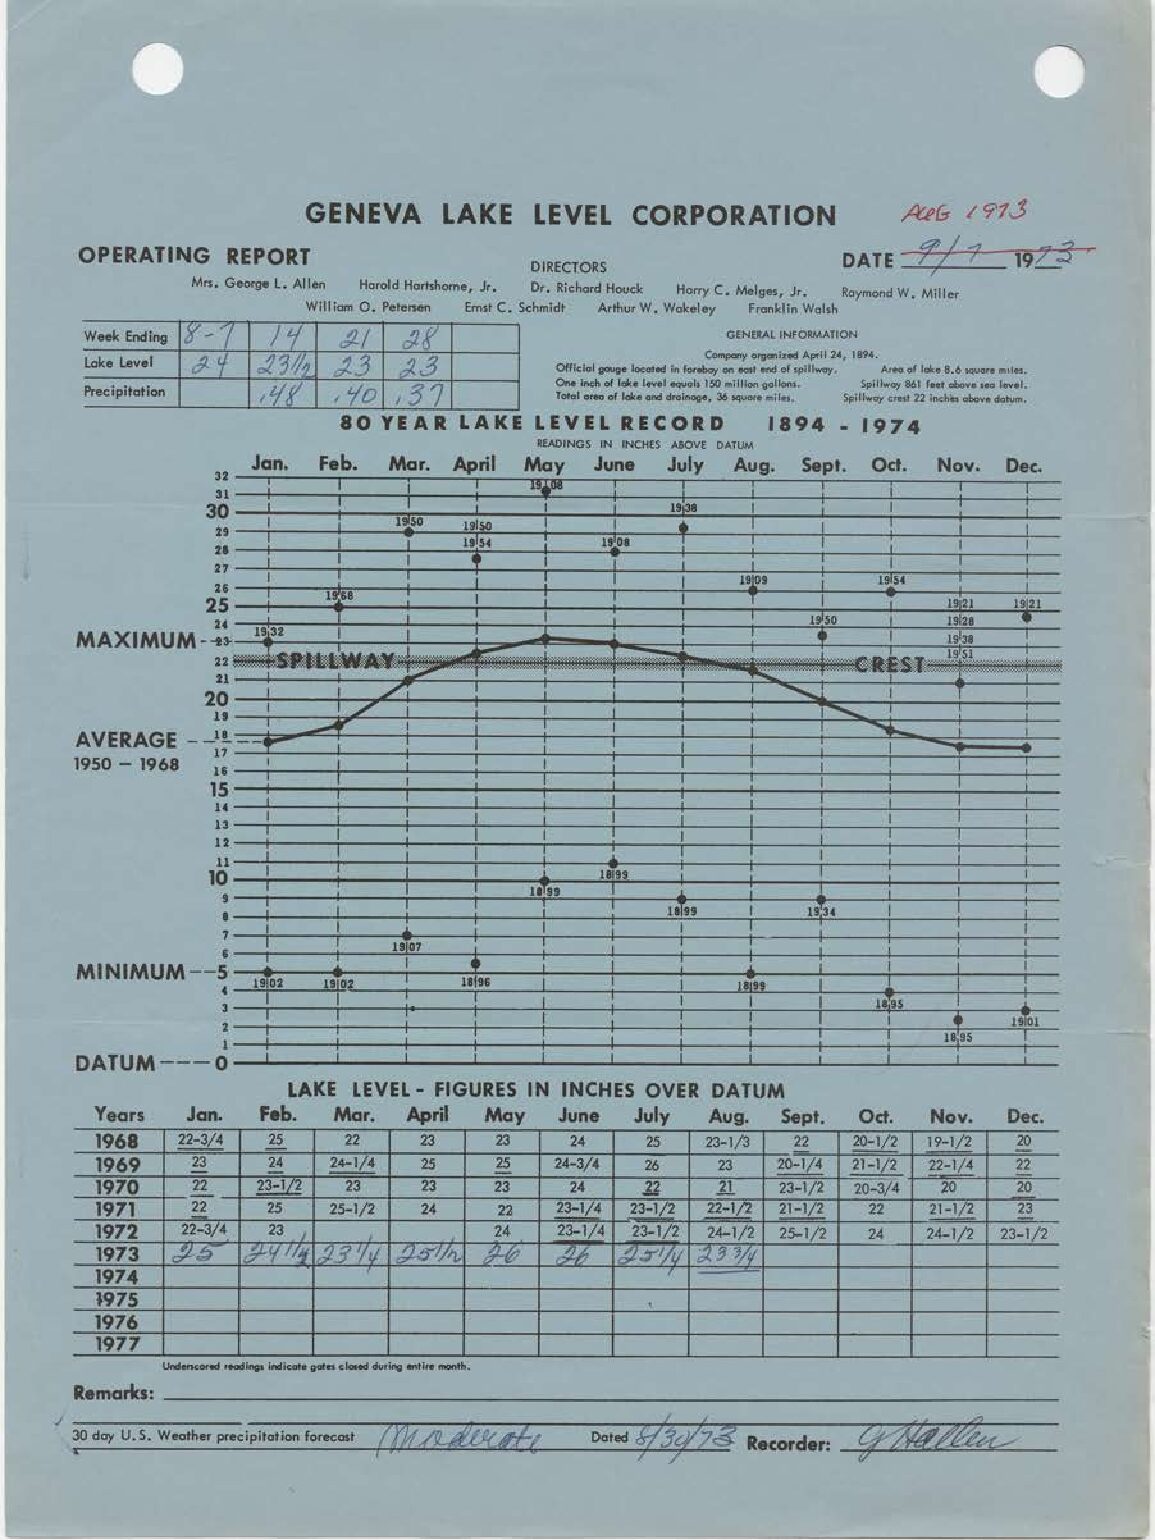 GENEVA LAKE LEVEL CORPORATION AUG 1973
OPERATING REPORT DATE 9/7 1973
DIRECTORS
Mrs. George L. Allen Harold Hartshorne, Jr. Dr. Richard Houck Harry C. Melges, Jr. Raymond W. Miller
William O. Petersen Ernst C. Schmidt Arthur W. Wakeley Franklin Walsh
Week Ending 8-7 14 21 28
Lake Level 24 23 1/2 23 23
Precipitation .48 .40 .37
GENERAL INFORMATION
Company organized April 24, 1894.
Official gauge located in forebay on east end of spillway. Area of lake 8.6 square miles.
One inch of lake level equals 150 million gallons. Spillway 861 feet above sea level.
Total area of lake and drainage, 36 square miles. Spillway crest 22 inches above datum.
80 YEAR LAKE LEVEL RECORD 1894 - 1974
READINGS IN INCHES ABOVE DATUM
Jan. Feb. Mar. April May June July Aug. Sept. Oct. Nov. Dec.
32
31 1908
30 1938
29 1950 1950
28 1954 1908
27
26 1968 1909 1954
25 1921 1921
24 1932 1950 1928
MAXIMUM 23 1938
22 SPILLWAY CREST 1951
21
20
19
AVERAGE 18
17
1950 - 1968
16
15
14
13
12
11
10 1899 1899
9
8 1899 1934
7
6 1907
MINIMUM 5
4 1902 1902 1896 1899
3 1895
2 1901
1 1895
DATUM 0
LAKE LEVEL - FIGURES IN INCHES OVER DATUM
Years Jan. Feb. Mar. April May June July Aug. Sept. Oct. Nov. Dec.
1968 22-3/4 25 22 23 23 24 25 23-1/3 22 20-1/2 19-1/2 20
1969 23 24 24-1/4 25 25 24-3/4 26 23 20-1/4 21-1/2 22-1/4 22
1970 22 23-1/2 23 23 23 24 22 21 23-1/2 20-3/4 20 20
1971 22 25 25-1/2 24 22 23-1/4 23-1/2 22-1/2 21-1/2 22 21-1/2 23
1972 22-3/4 23 24 23-1/4 23-1/2 24-1/2 25-1/2 24 24-1/2 23-1/2
1973 25 24 1/4 23 1/4 25 1/2 26 26 25 1/4 23 3/4
1974
1975
1976
1977
Underscored readings indicate gates closed during entire month.
Remarks:
30 day U.S. Weather precipitation forecast Moderate Dated 8/30/73 Recorder: G Hallen